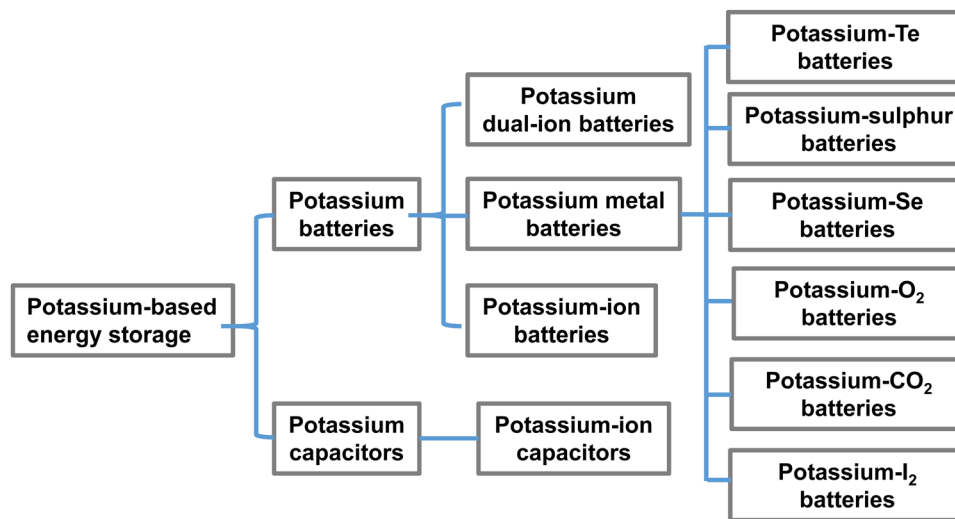 Potassium-based
energy storage
Potassium
batteries
Potassium
capacitors
Potassium
dual-ion batteries
Potassium metal
batteries
Potassium-ion
batteries
Potassium-ion
capacitors
Potassium-Te
batteries
Potassium-sulphur
batteries
Potassium-Se
batteries
Potassium-O₂
batteries
Potassium-CO₂
batteries
Potassium-I₂
batteries